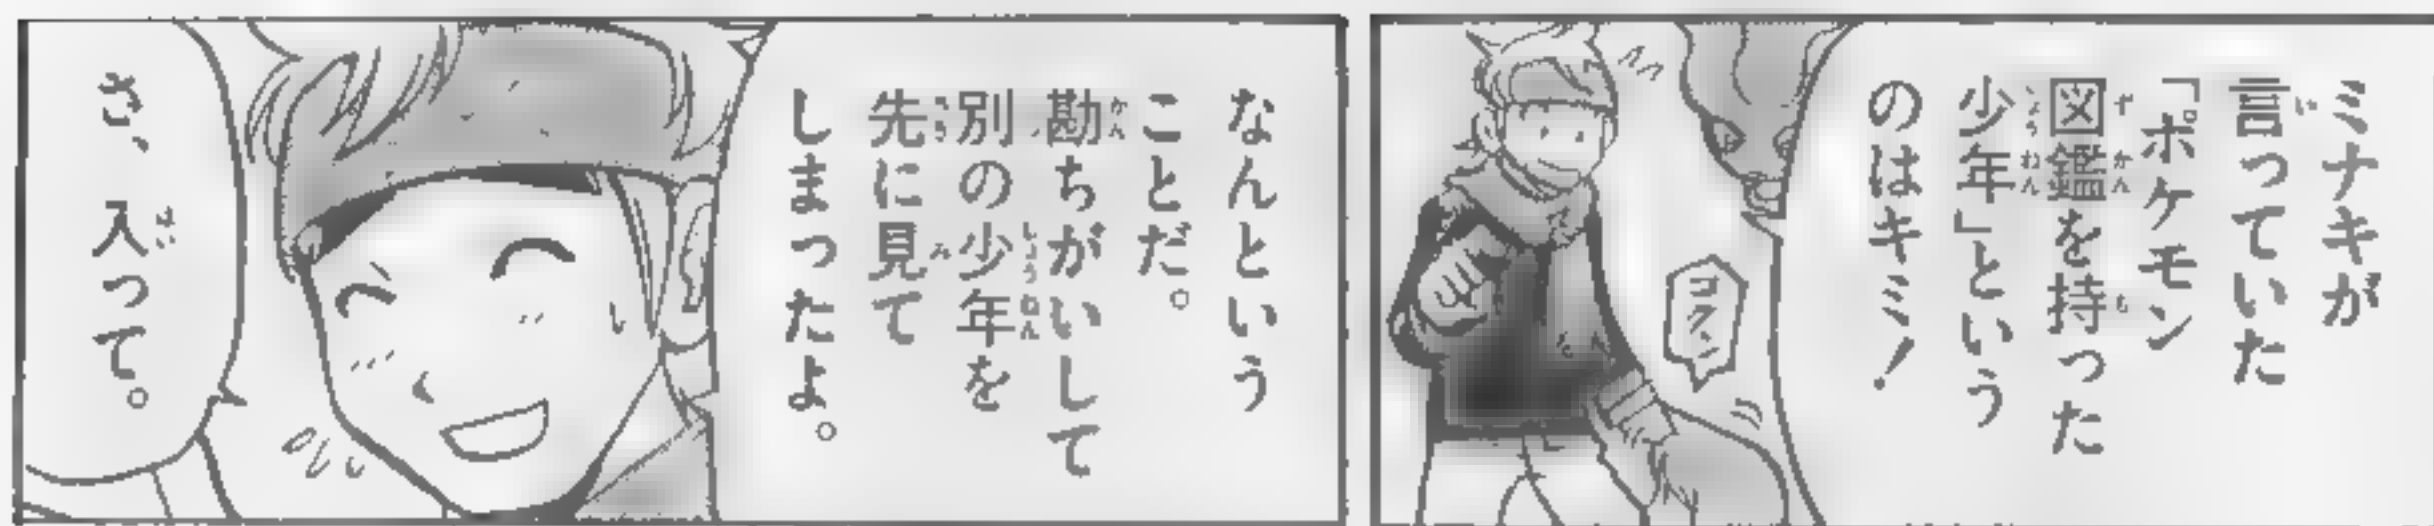 ミナキが
言っていた
「ポケモン
図鑑を持った
少年」という
のはキミ!
コクン
なんという
ことだ。
勘ちがいして
別の少年を
先に見て
しまったよ。
さ、入って。